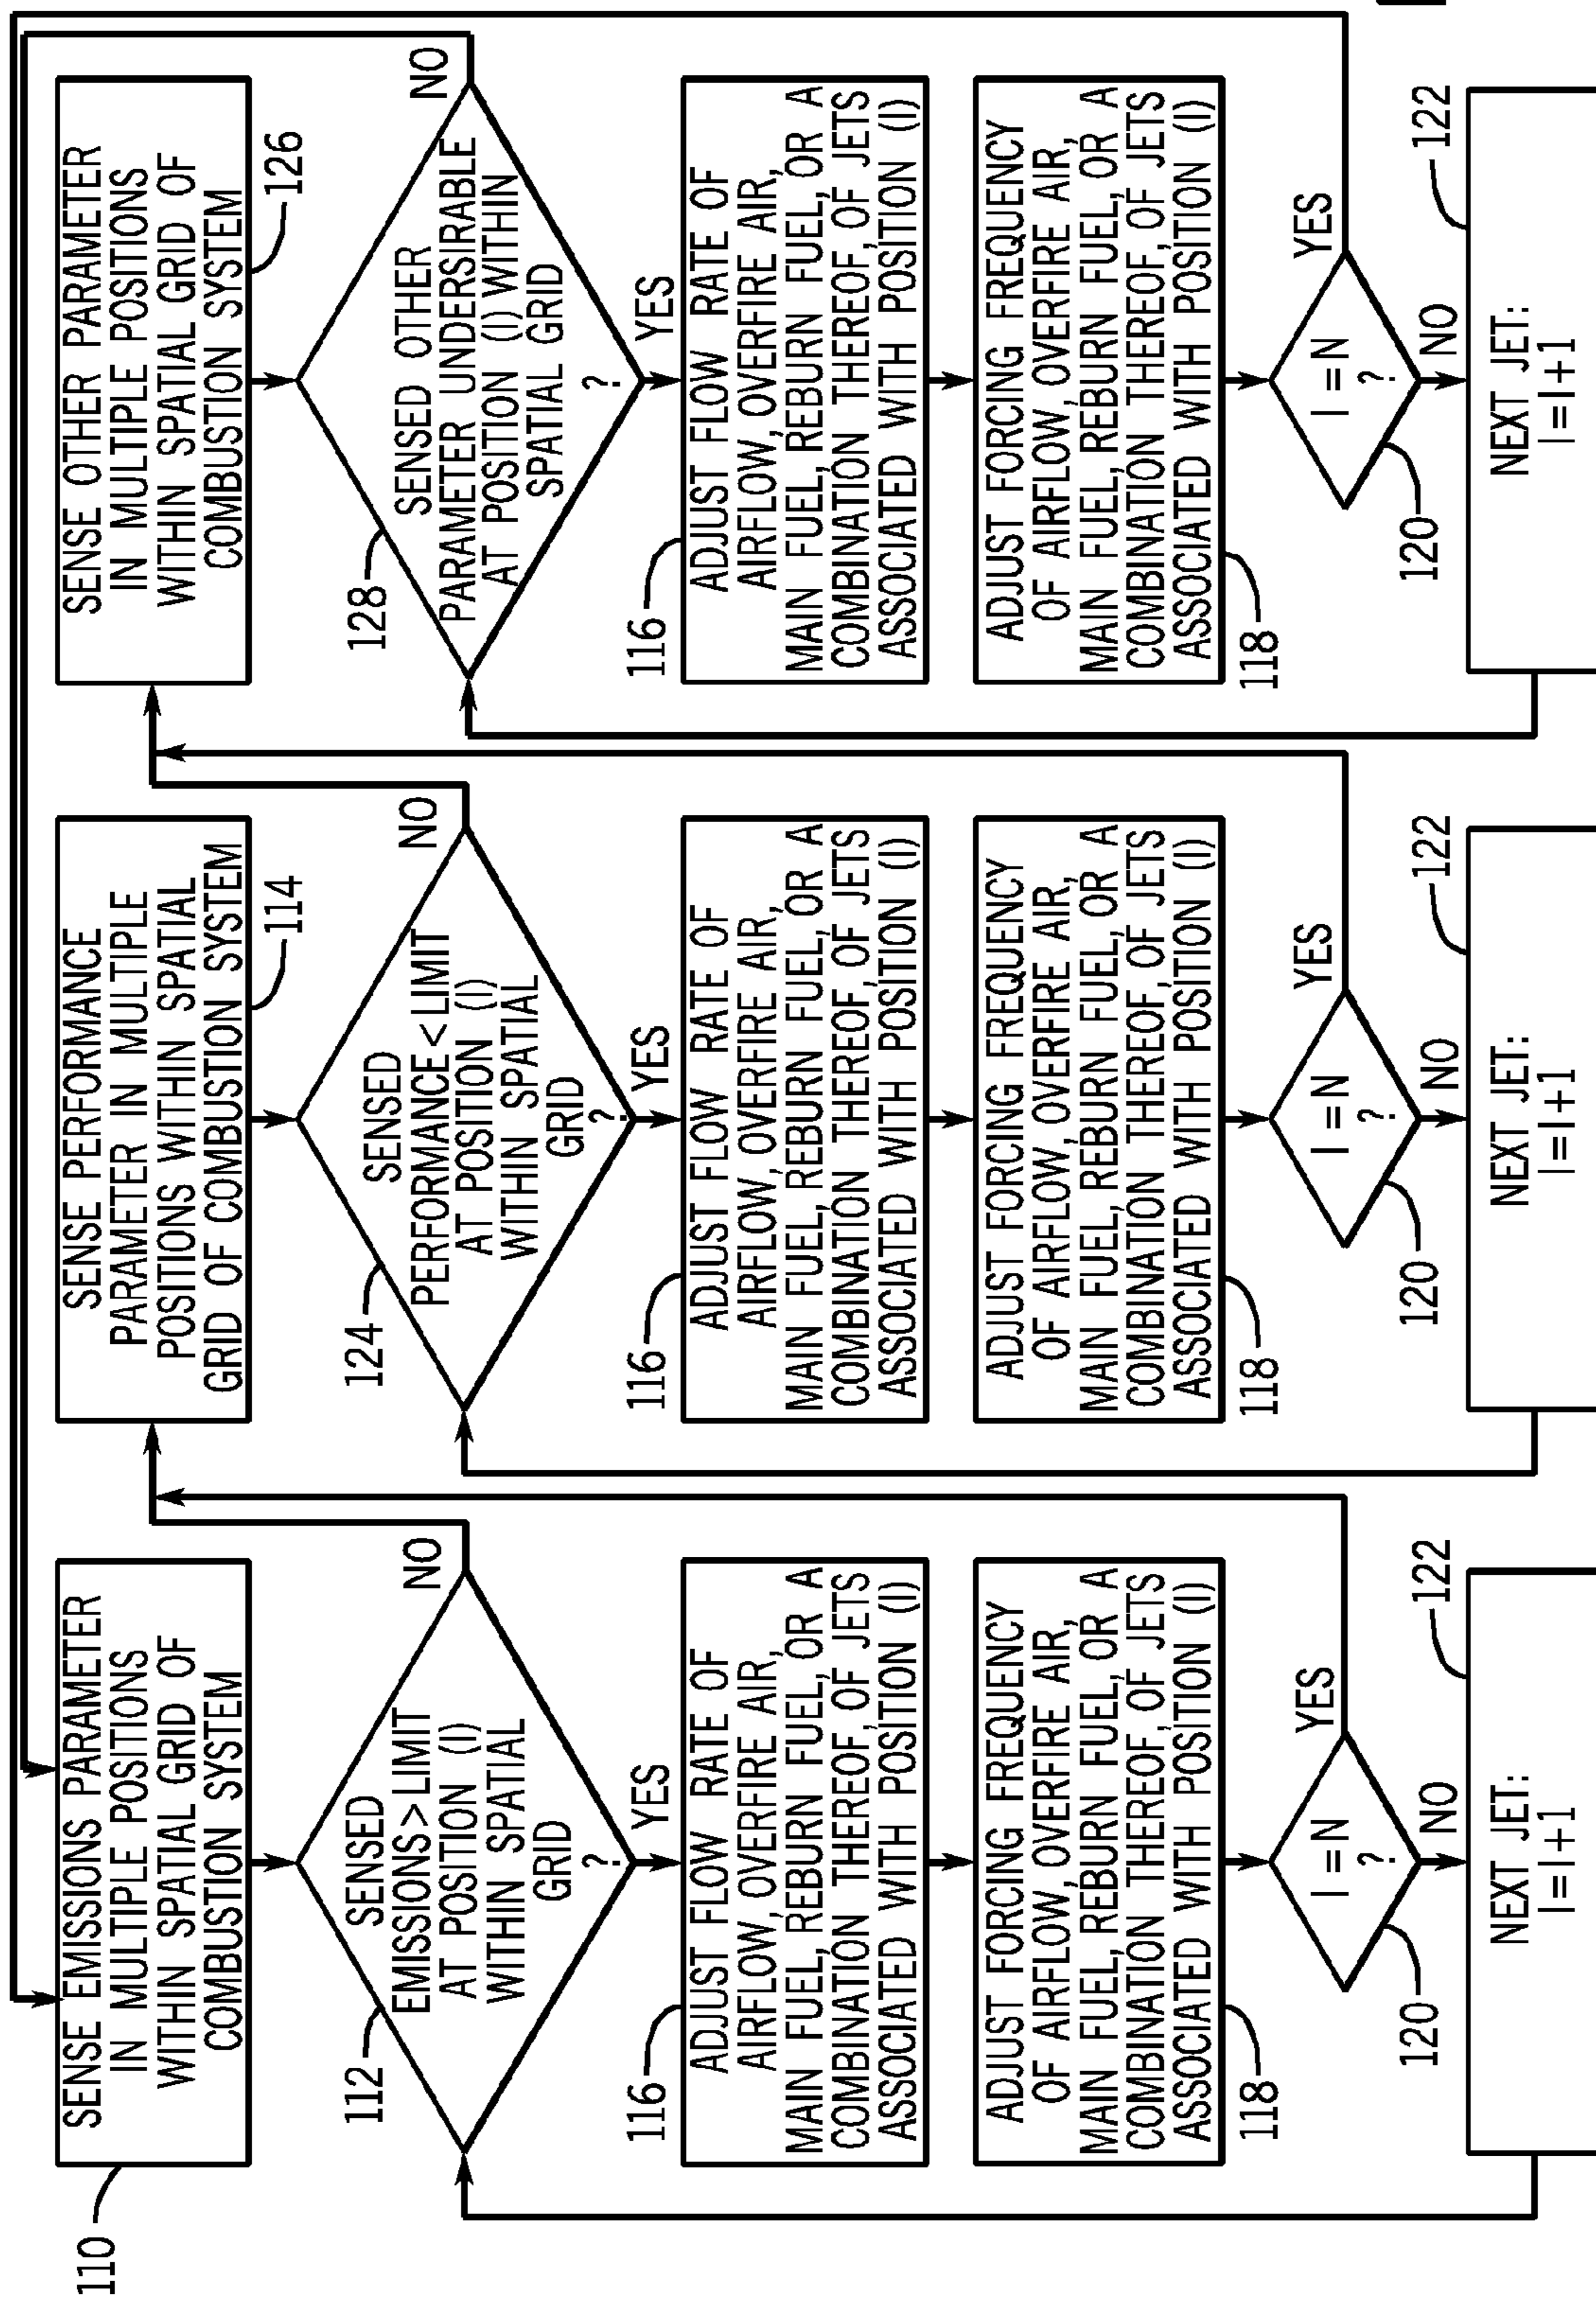 110
SENSE EMISSIONS PARAMETER
IN MULTIPLE POSITIONS
WITHIN SPATIAL GRID OF
COMBUSTION SYSTEM
112
SENSED
EMISSIONS > LIMIT
AT POSITION (I)
WITHIN SPATIAL
GRID
?
NO
YES
116
ADJUST FLOW RATE OF
AIRFLOW, OVERFIRE AIR,
MAIN FUEL, REBURN FUEL, OR A
COMBINATION THEREOF, OF JETS
ASSOCIATED WITH POSITION (I)
ADJUST FORCING FREQUENCY
OF AIRFLOW, OVERFIRE AIR,
MAIN FUEL, REBURN FUEL, OR A
COMBINATION THEREOF, OF JETS
ASSOCIATED WITH POSITION (I)
118
I = N
?
YES
120
NO
122
NEXT JET:
I = I + 1
SENSE PERFORMANCE
PARAMETER IN MULTIPLE
POSITIONS WITHIN SPATIAL
GRID OF COMBUSTION SYSTEM
114
124
SENSED
PERFORMANCE < LIMIT
AT POSITION (I)
WITHIN SPATIAL
GRID
?
NO
YES
116
ADJUST FLOW RATE OF
AIRFLOW, OVERFIRE AIR,
MAIN FUEL, REBURN FUEL, OR A
COMBINATION THEREOF, OF JETS
ASSOCIATED WITH POSITION (I)
ADJUST FORCING FREQUENCY
OF AIRFLOW, OVERFIRE AIR,
MAIN FUEL, REBURN FUEL, OR A
COMBINATION THEREOF, OF JETS
ASSOCIATED WITH POSITION (I)
118
I = N
?
YES
120
NO
122
NEXT JET:
I = I + 1
SENSE OTHER PARAMETER
IN MULTIPLE POSITIONS
WITHIN SPATIAL GRID OF
COMBUSTION SYSTEM
126
128
SENSED OTHER
PARAMETER UNDERSIRABLE
AT POSITION (I) WITHIN
SPATIAL GRID
?
NO
YES
116
ADJUST FLOW RATE OF
AIRFLOW, OVERFIRE AIR,
MAIN FUEL, REBURN FUEL, OR A
COMBINATION THEREOF, OF JETS
ASSOCIATED WITH POSITION (I)
ADJUST FORCING FREQUENCY
OF AIRFLOW, OVERFIRE AIR,
MAIN FUEL, REBURN FUEL, OR A
COMBINATION THEREOF, OF JETS
ASSOCIATED WITH POSITION (I)
118
I = N
?
YES
120
NO
122
NEXT JET:
I = I + 1